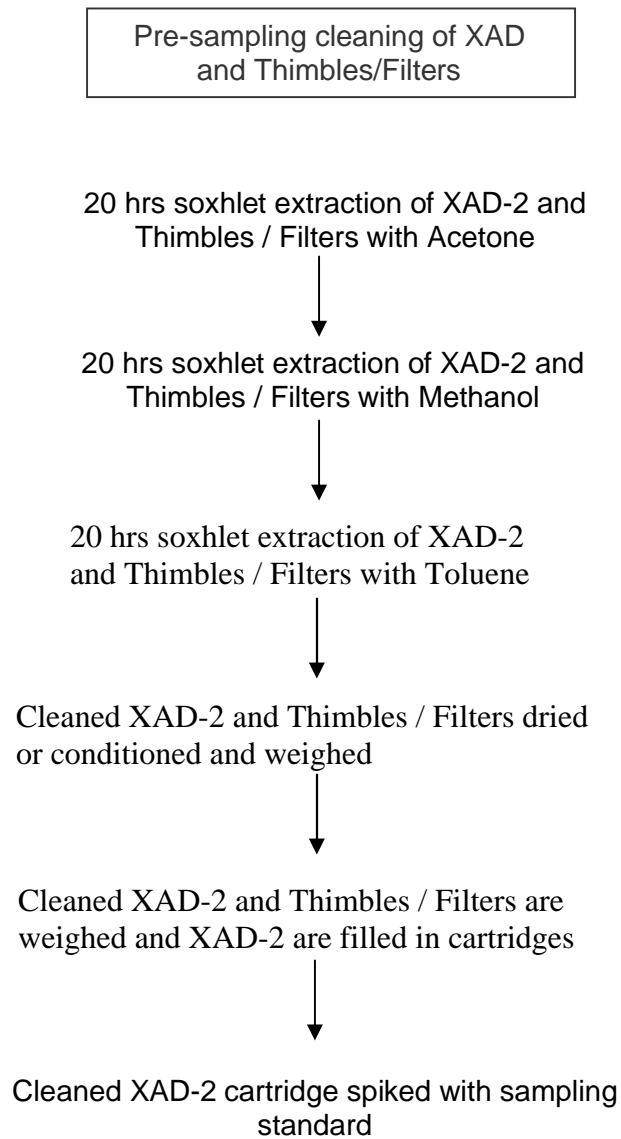 Pre-sampling cleaning of XAD
and Thimbles/Filters
20 hrs soxhlet extraction of XAD-2 and
Thimbles / Filters with Acetone
20 hrs soxhlet extraction of XAD-2 and
Thimbles / Filters with Methanol
20 hrs soxhlet extraction of XAD-2
and Thimbles / Filters with Toluene
Cleaned XAD-2 and Thimbles / Filters dried
or conditioned and weighed
Cleaned XAD-2 and Thimbles / Filters are
weighed and XAD-2 are filled in cartridges
Cleaned XAD-2 cartridge spiked with sampling
standard